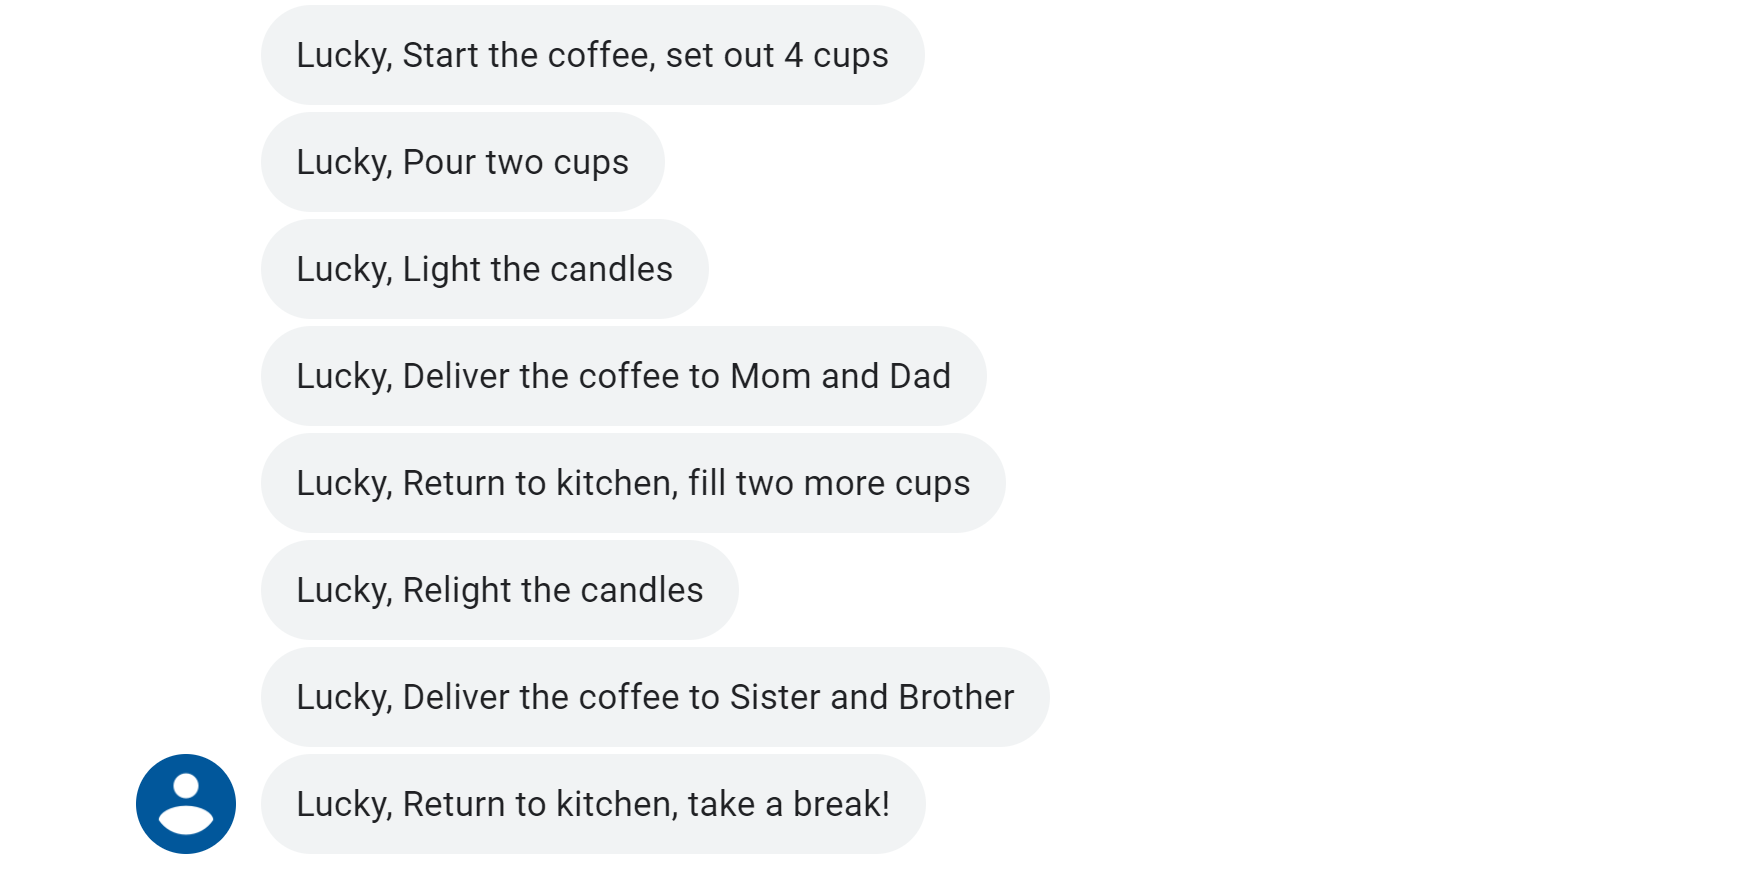 Lucky, Start the coffee, set out 4 cups
Lucky, Pour two cups
Lucky, Light the candles
Lucky, Deliver the coffee to Mom and Dad
Lucky, Return to kitchen, fill two more cups
Lucky, Relight the candles
Lucky, Deliver the coffee to Sister and Brother
Lucky, Return to kitchen, take a break!